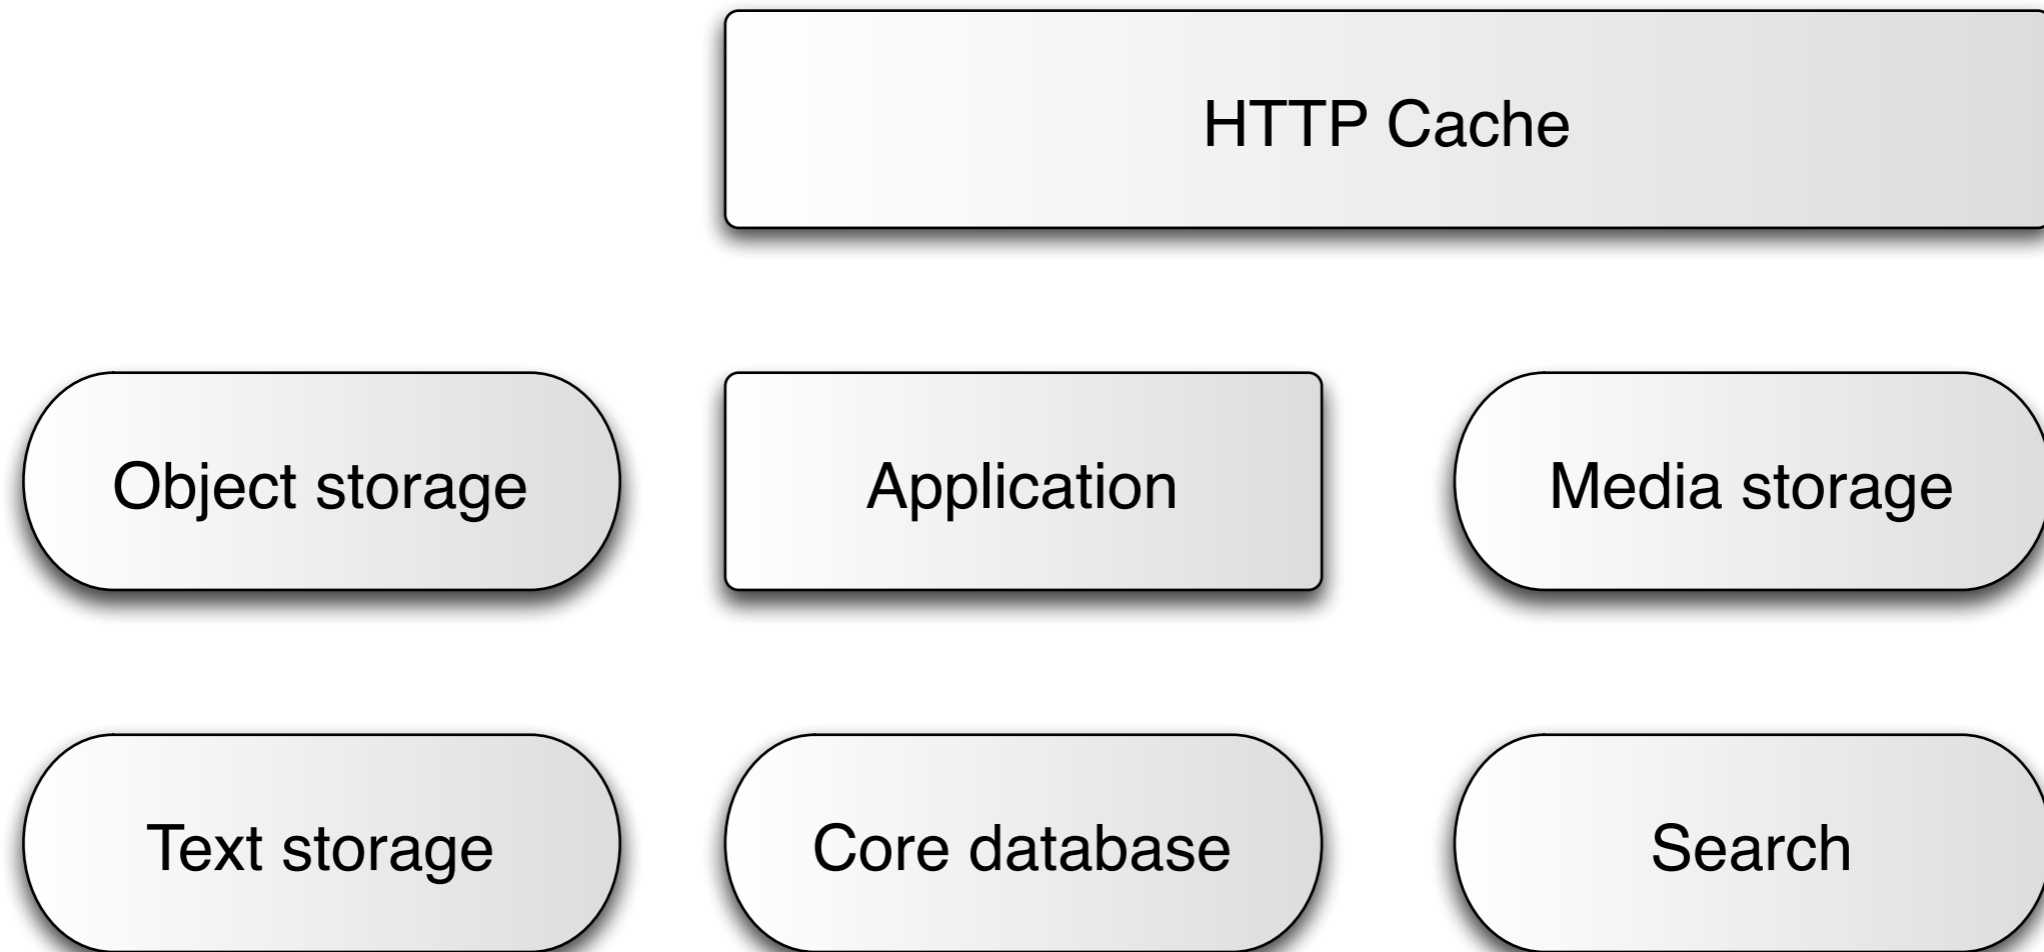 HTTP Cache
Object storage
Application
Media storage
Text storage
Core database
Search